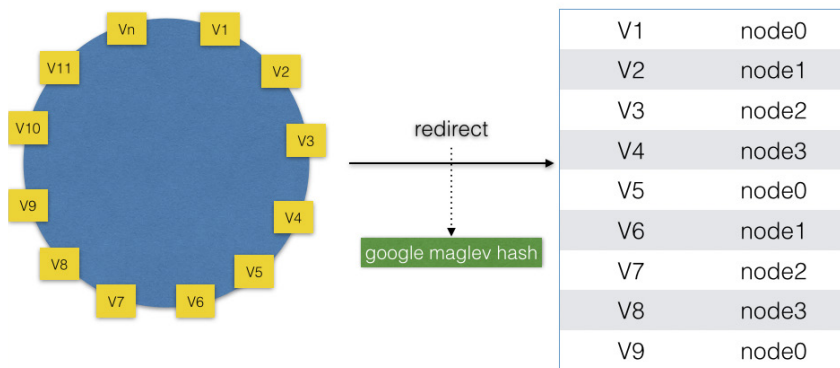 Vn
V1
V11
V2
V10
V3
V9
V4
V8
V5
V7
V6
redirect
google maglev hash
V1 node0
V2 node1
V3 node2
V4 node3
V5 node0
V6 node1
V7 node2
V8 node3
V9 node0